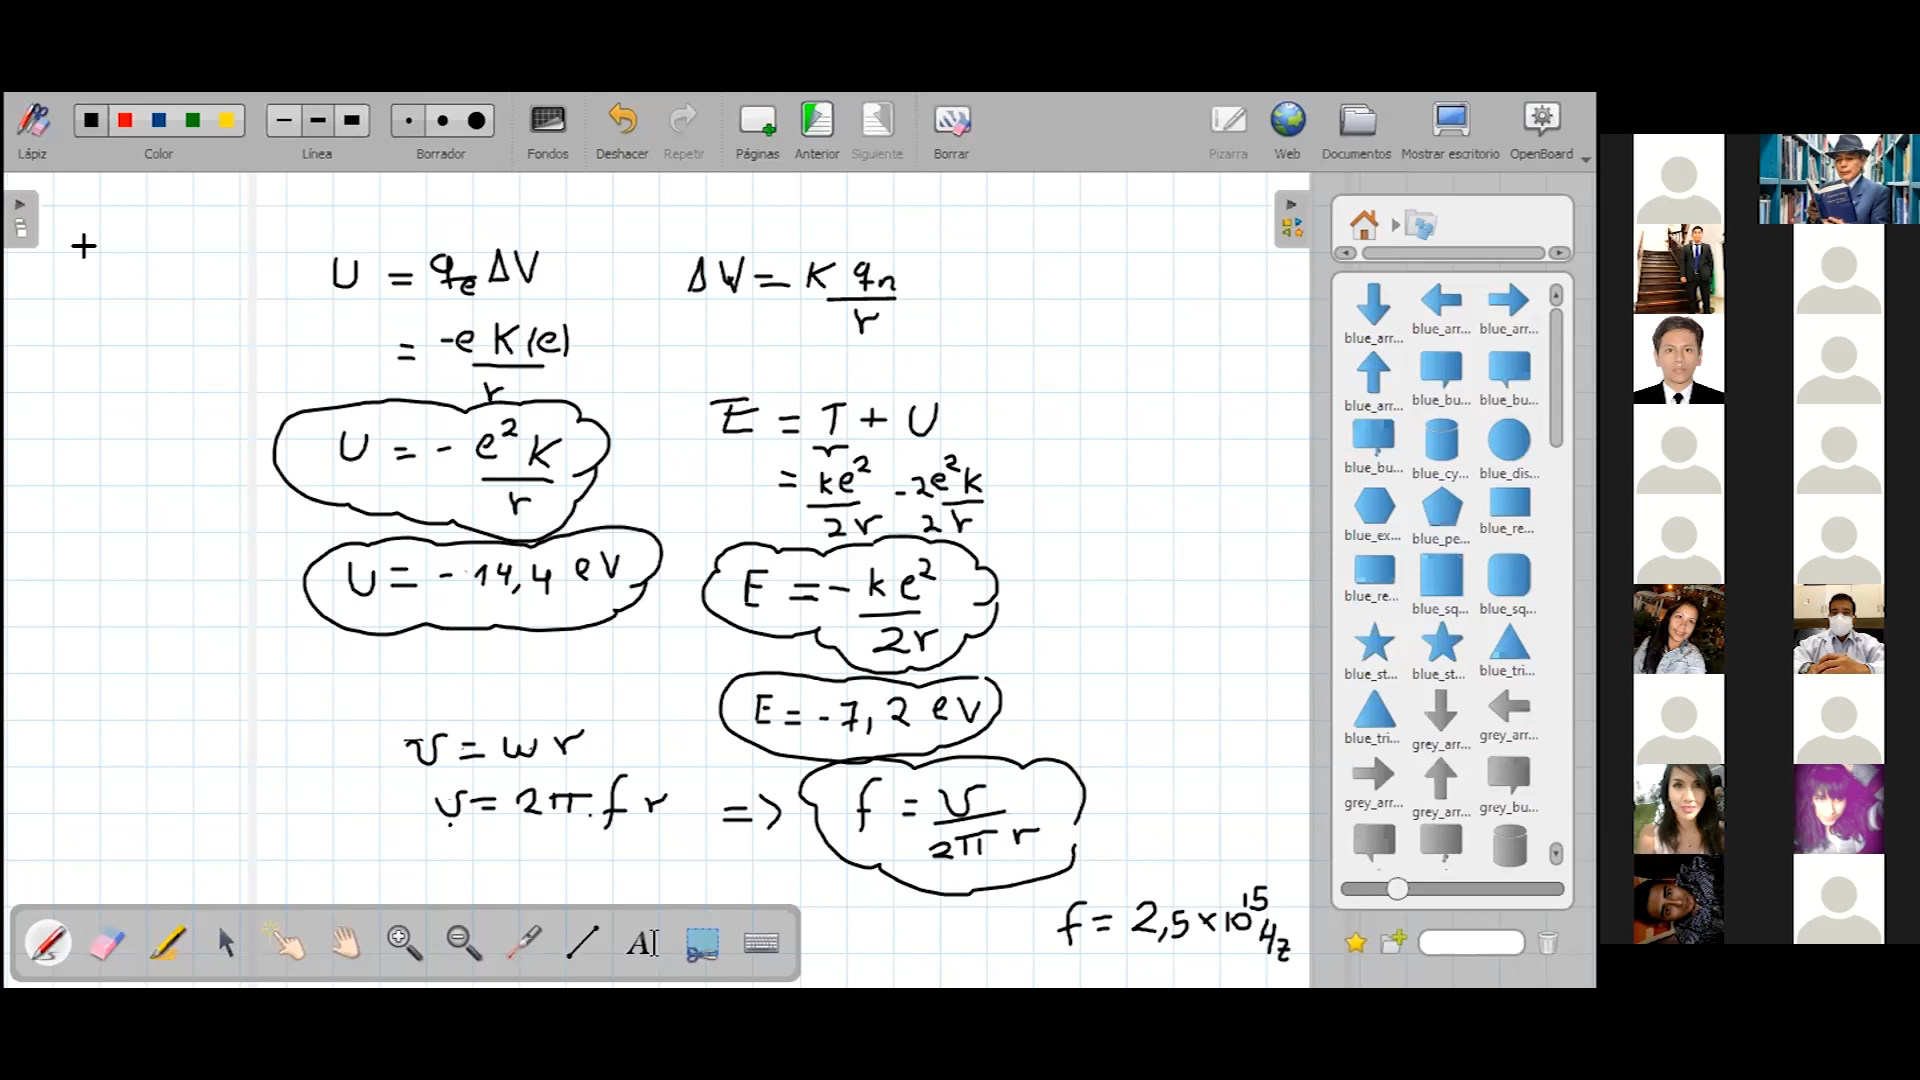 Lápiz
Color
Línea
Borrador
Fondos
Deshacer
Repetir
Páginas
Anterior
Siguiente
Borrar
Pizarra
Web
Documentos
Mostrar escritorio
OpenBoard
U = qe ΔV
= -e K(e) / r
U = - e² K / r
U = - 14,4 eV
ΔV = K qn / r
E = T + U
= ke² / 2r - 2e²k / 2r
E = - ke² / 2r
E = - 7,2 eV
v = w r
v = 2π f r => f = v / 2π r
f = 2,5 × 10¹⁵ Hz
blue_arr... blue_arr... blue_arr...
blue_arr... blue_bu... blue_bu...
blue_bu... blue_cy... blue_dis...
blue_ex... blue_pe... blue_re...
blue_re... blue_sq... blue_sq...
blue_st... blue_st... blue_tri...
blue_tri... grey_arr... grey_arr...
grey_arr... grey_arr... grey_bu...
A